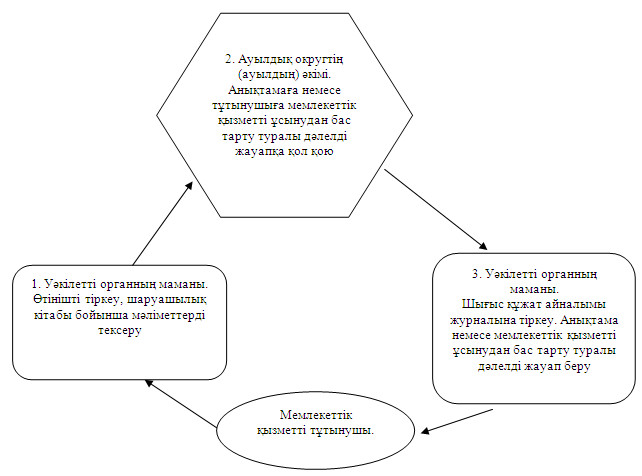 2. Ауылдық округтің
(ауылдың) әкімі.
Анықтамаға немесе
тұтынушыға мемлекеттік
қызметті ұсынудан бас
тарту туралы дәлелді
жауапқа қол қою
1. Уәкілетті органның маманы.
Өтінішті тіркеу, шаруашылық
кітабы бойынша мәліметтерді
тексеру
3. Уәкілетті органның
маманы.
Шығыс құжат айналымы
журналына тіркеу. Анықтама
немесе мемлекеттік қызметті
ұсынудан бас тарту туралы
дәлелді жауап беру
Мемлекеттік
қызметті тұтынушы.